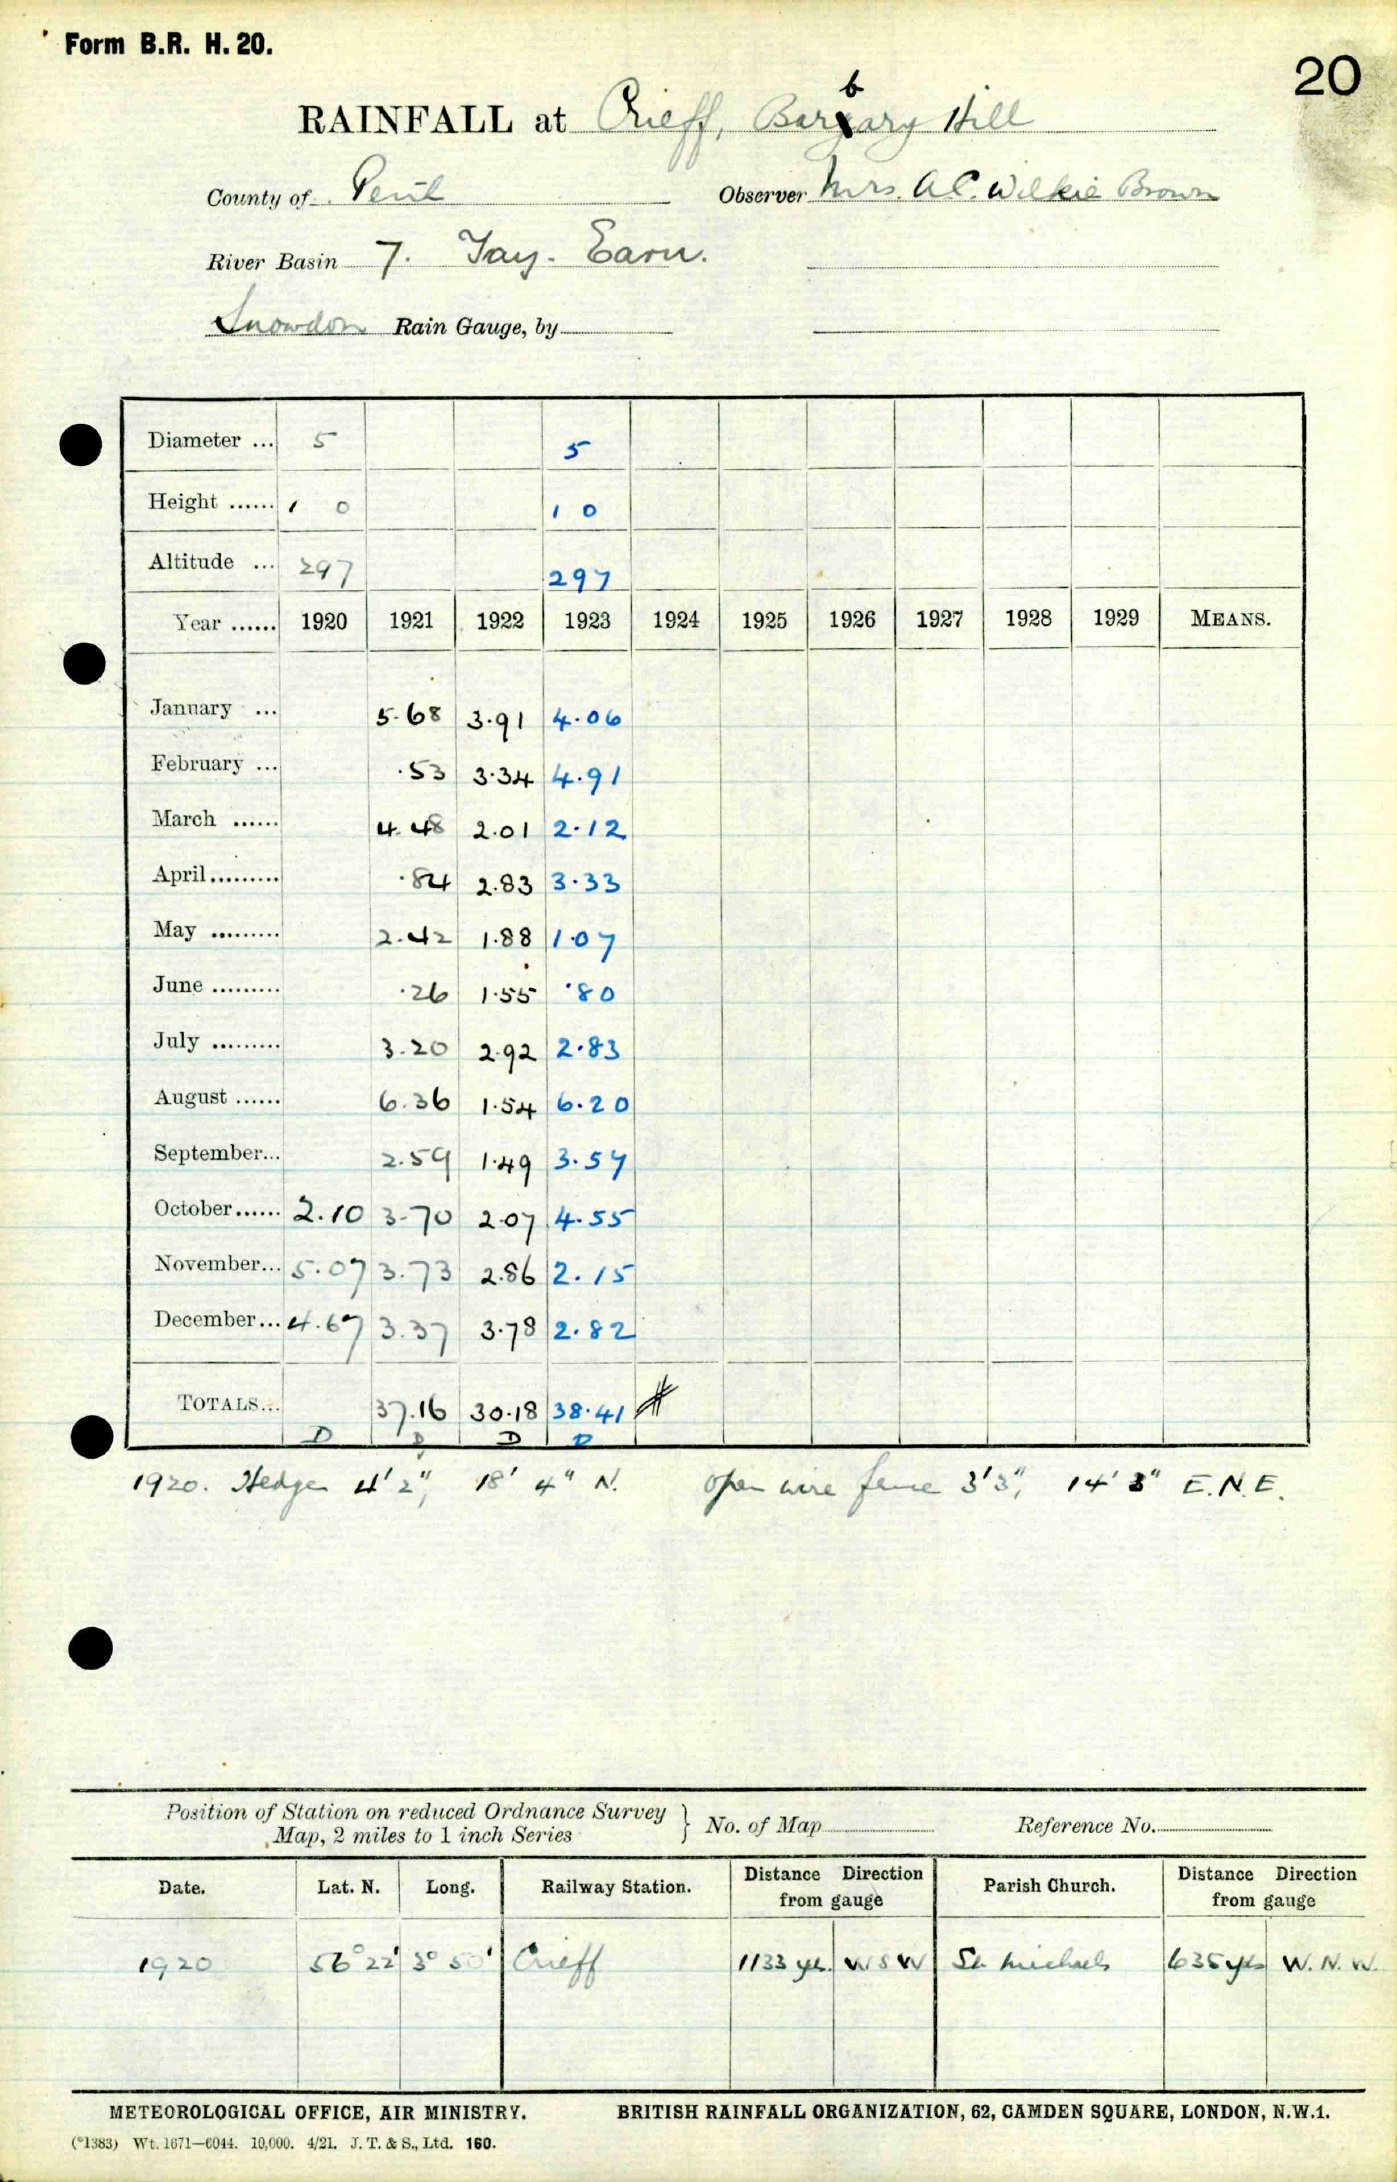 Form B.R. H. 20.
20
RAINFALL at Crieff, Barbary Hill
County of Perth Observer Mrs. A.C. Wilkie Brown
River Basin 7. Tay. Earn.
Snowdon Rain Gauge, by
Diameter ... 5 5
Height ...... 1 0 1 0
Altitude ... 297 297
Year ...... 1920 1921 1922 1923 1924 1925 1926 1927 1928 1929 MEANS.
January ... 5.68 3.91 4.06
February ... .53 3.34 4.91
March ...... 4.48 2.01 2.12
April ......... .84 2.83 3.33
May ......... 2.42 1.88 1.07
June ......... .26 1.55 .80
July ......... 3.20 2.92 2.83
August ...... 6.36 1.54 6.20
September... 2.59 1.49 3.57
October...... 2.10 3.70 2.07 4.55
November... 5.07 3.73 2.86 2.15
December... 4.67 3.37 3.78 2.82
TOTALS... 37.16 30.18 38.41
D D D D
1920. Hedge 4' 2", 18' 4" N. open wire fence 3' 3", 14' 3" E.N.E.
Position of Station on reduced Ordnance Survey
Map, 2 miles to 1 inch Series } No. of Map Reference No.
Date. Lat. N. Long. Railway Station. Distance Direction from gauge Parish Church. Distance Direction from gauge
1920 56° 22' 3° 50' Crieff 1133 yds. W S W St. Michaels 635 yds W. N. W.
METEOROLOGICAL OFFICE, AIR MINISTRY. BRITISH RAINFALL ORGANIZATION, 62, CAMDEN SQUARE, LONDON, N.W.1.
(*1383) Wt. 1671—6044. 10,000. 4/21. J. T. & S., Ltd. 160.